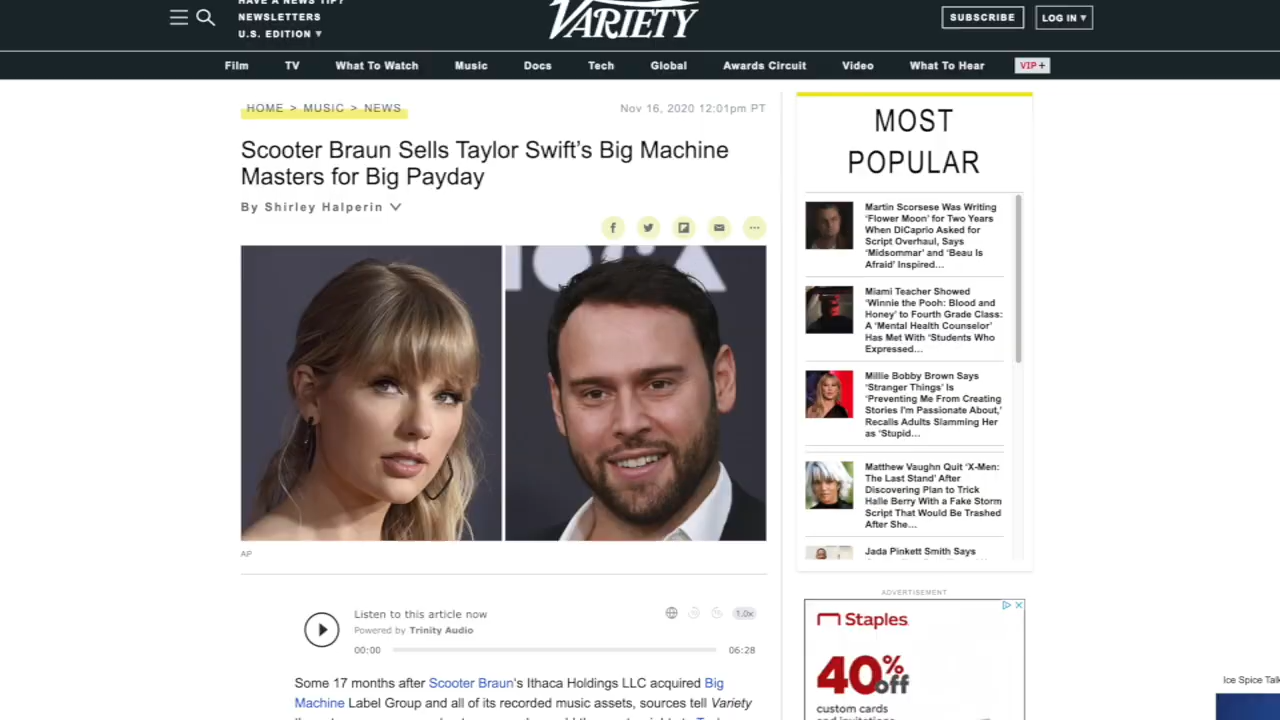 HAVE A NEWS TIP?
NEWSLETTERS
U.S. EDITION ▼
VARIETY
SUBSCRIBE
LOG IN ▼
Film TV What To Watch Music Docs Tech Global Awards Circuit Video What To Hear VIP+
HOME > MUSIC > NEWS
Nov 16, 2020 12:01pm PT
Scooter Braun Sells Taylor Swift’s Big Machine
Masters for Big Payday
By Shirley Halperin
AP
Listen to this article now
Powered by Trinity Audio
1.0x
00:00
06:28
Some 17 months after Scooter Braun‘s Ithaca Holdings LLC acquired Big
Machine Label Group and all of its recorded music assets, sources tell Variety
MOST
POPULAR
Martin Scorsese Was Writing
‘Flower Moon’ for Two Years
When DiCaprio Asked for
Script Overhaul, Says
‘Midsommar’ and ‘Beau Is
Afraid’ Inspired...
Miami Teacher Showed
‘Winnie the Pooh: Blood and
Honey’ to Fourth Grade Class:
A ‘Mental Health Counselor’
Has Met With ‘Students Who
Expressed...
Millie Bobby Brown Says
‘Stranger Things’ Is
‘Preventing Me From Creating
Stories I'm Passionate About,’
Recalls Adults Slamming Her
as ‘Stupid...
Matthew Vaughn Quit ‘X-Men:
The Last Stand’ After
Discovering Plan to Trick
Halle Berry With a Fake Storm
Script That Would Be Trashed
After She...
Jada Pinkett Smith Says
ADVERTISEMENT
Staples
40% off
custom cards
and invitations
Ice Spice Talk